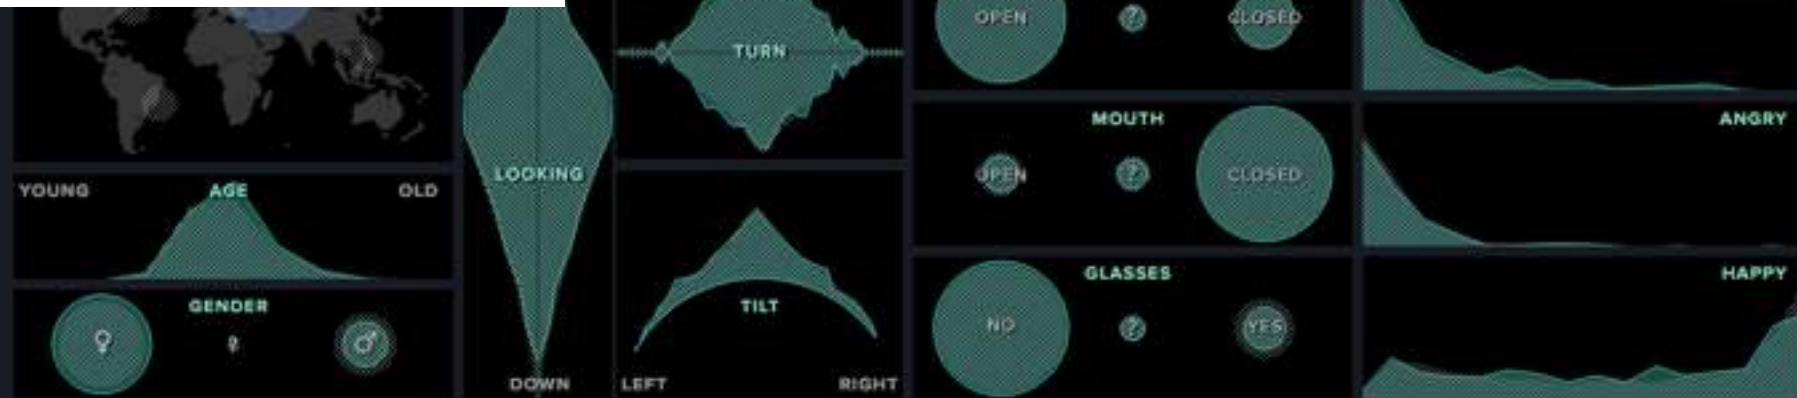 OPEN ? CLOSED
TURN
MOUTH
ANGRY
OPEN ? CLOSED
LOOKING
YOUNG AGE OLD
GLASSES
HAPPY
GENDER
TILT
NO ? YES
♀ ? ♂
DOWN LEFT RIGHT